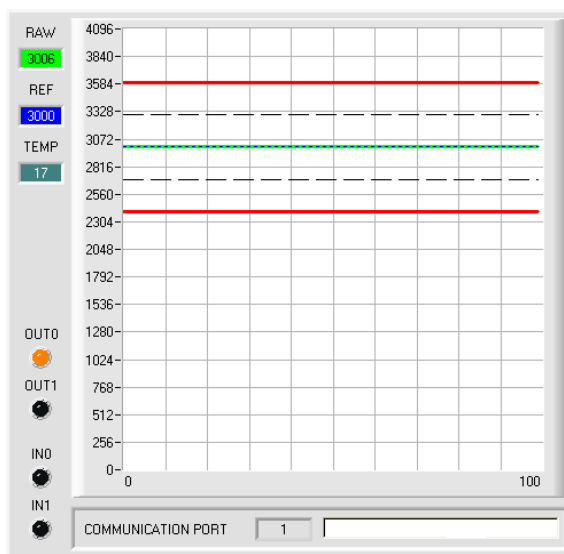 RAW
3006
REF
3000
TEMP
17
OUT0
OUT1
IN0
IN1
4096
3840
3584
3328
3072
2816
2560
2304
2048
1792
1536
1280
1024
768
512
256
0
0 100
COMMUNICATION PORT 1